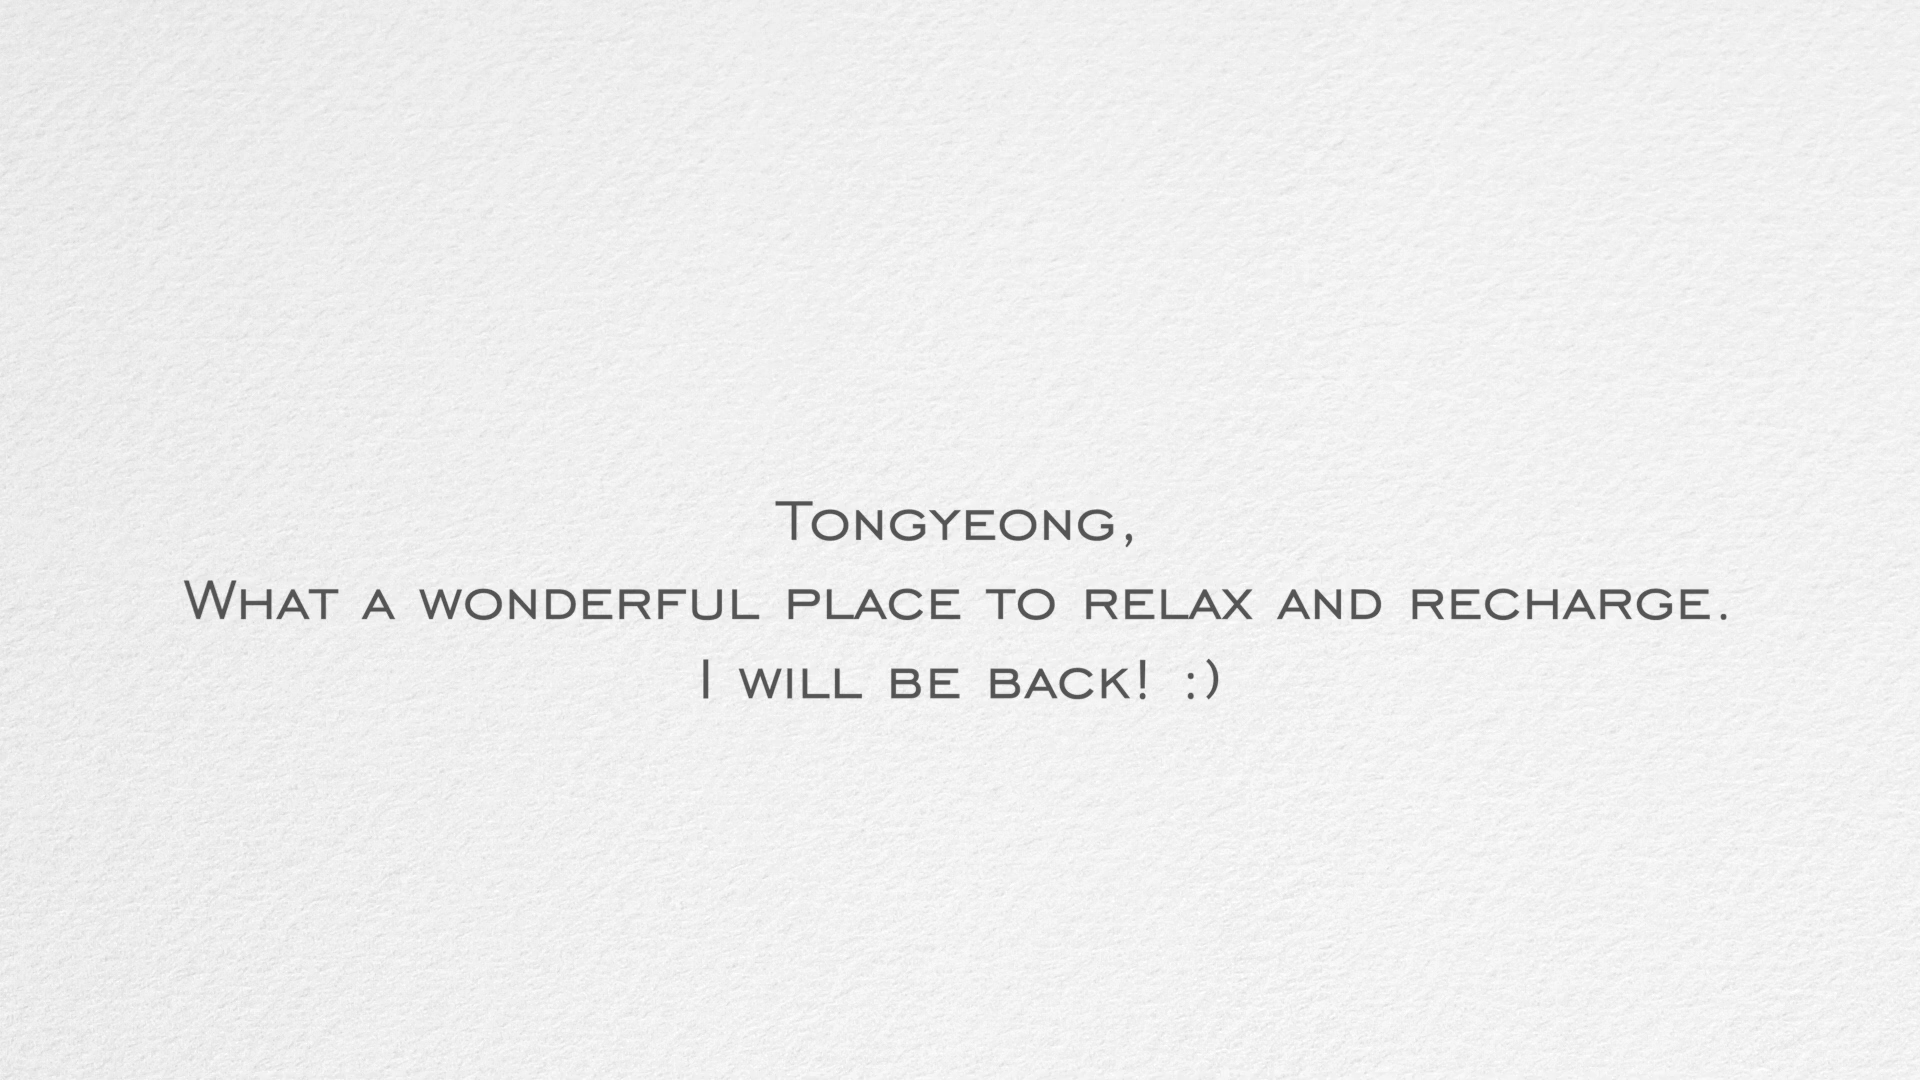 Tongyeong,
What a wonderful place to relax and recharge.
I will be back! :)